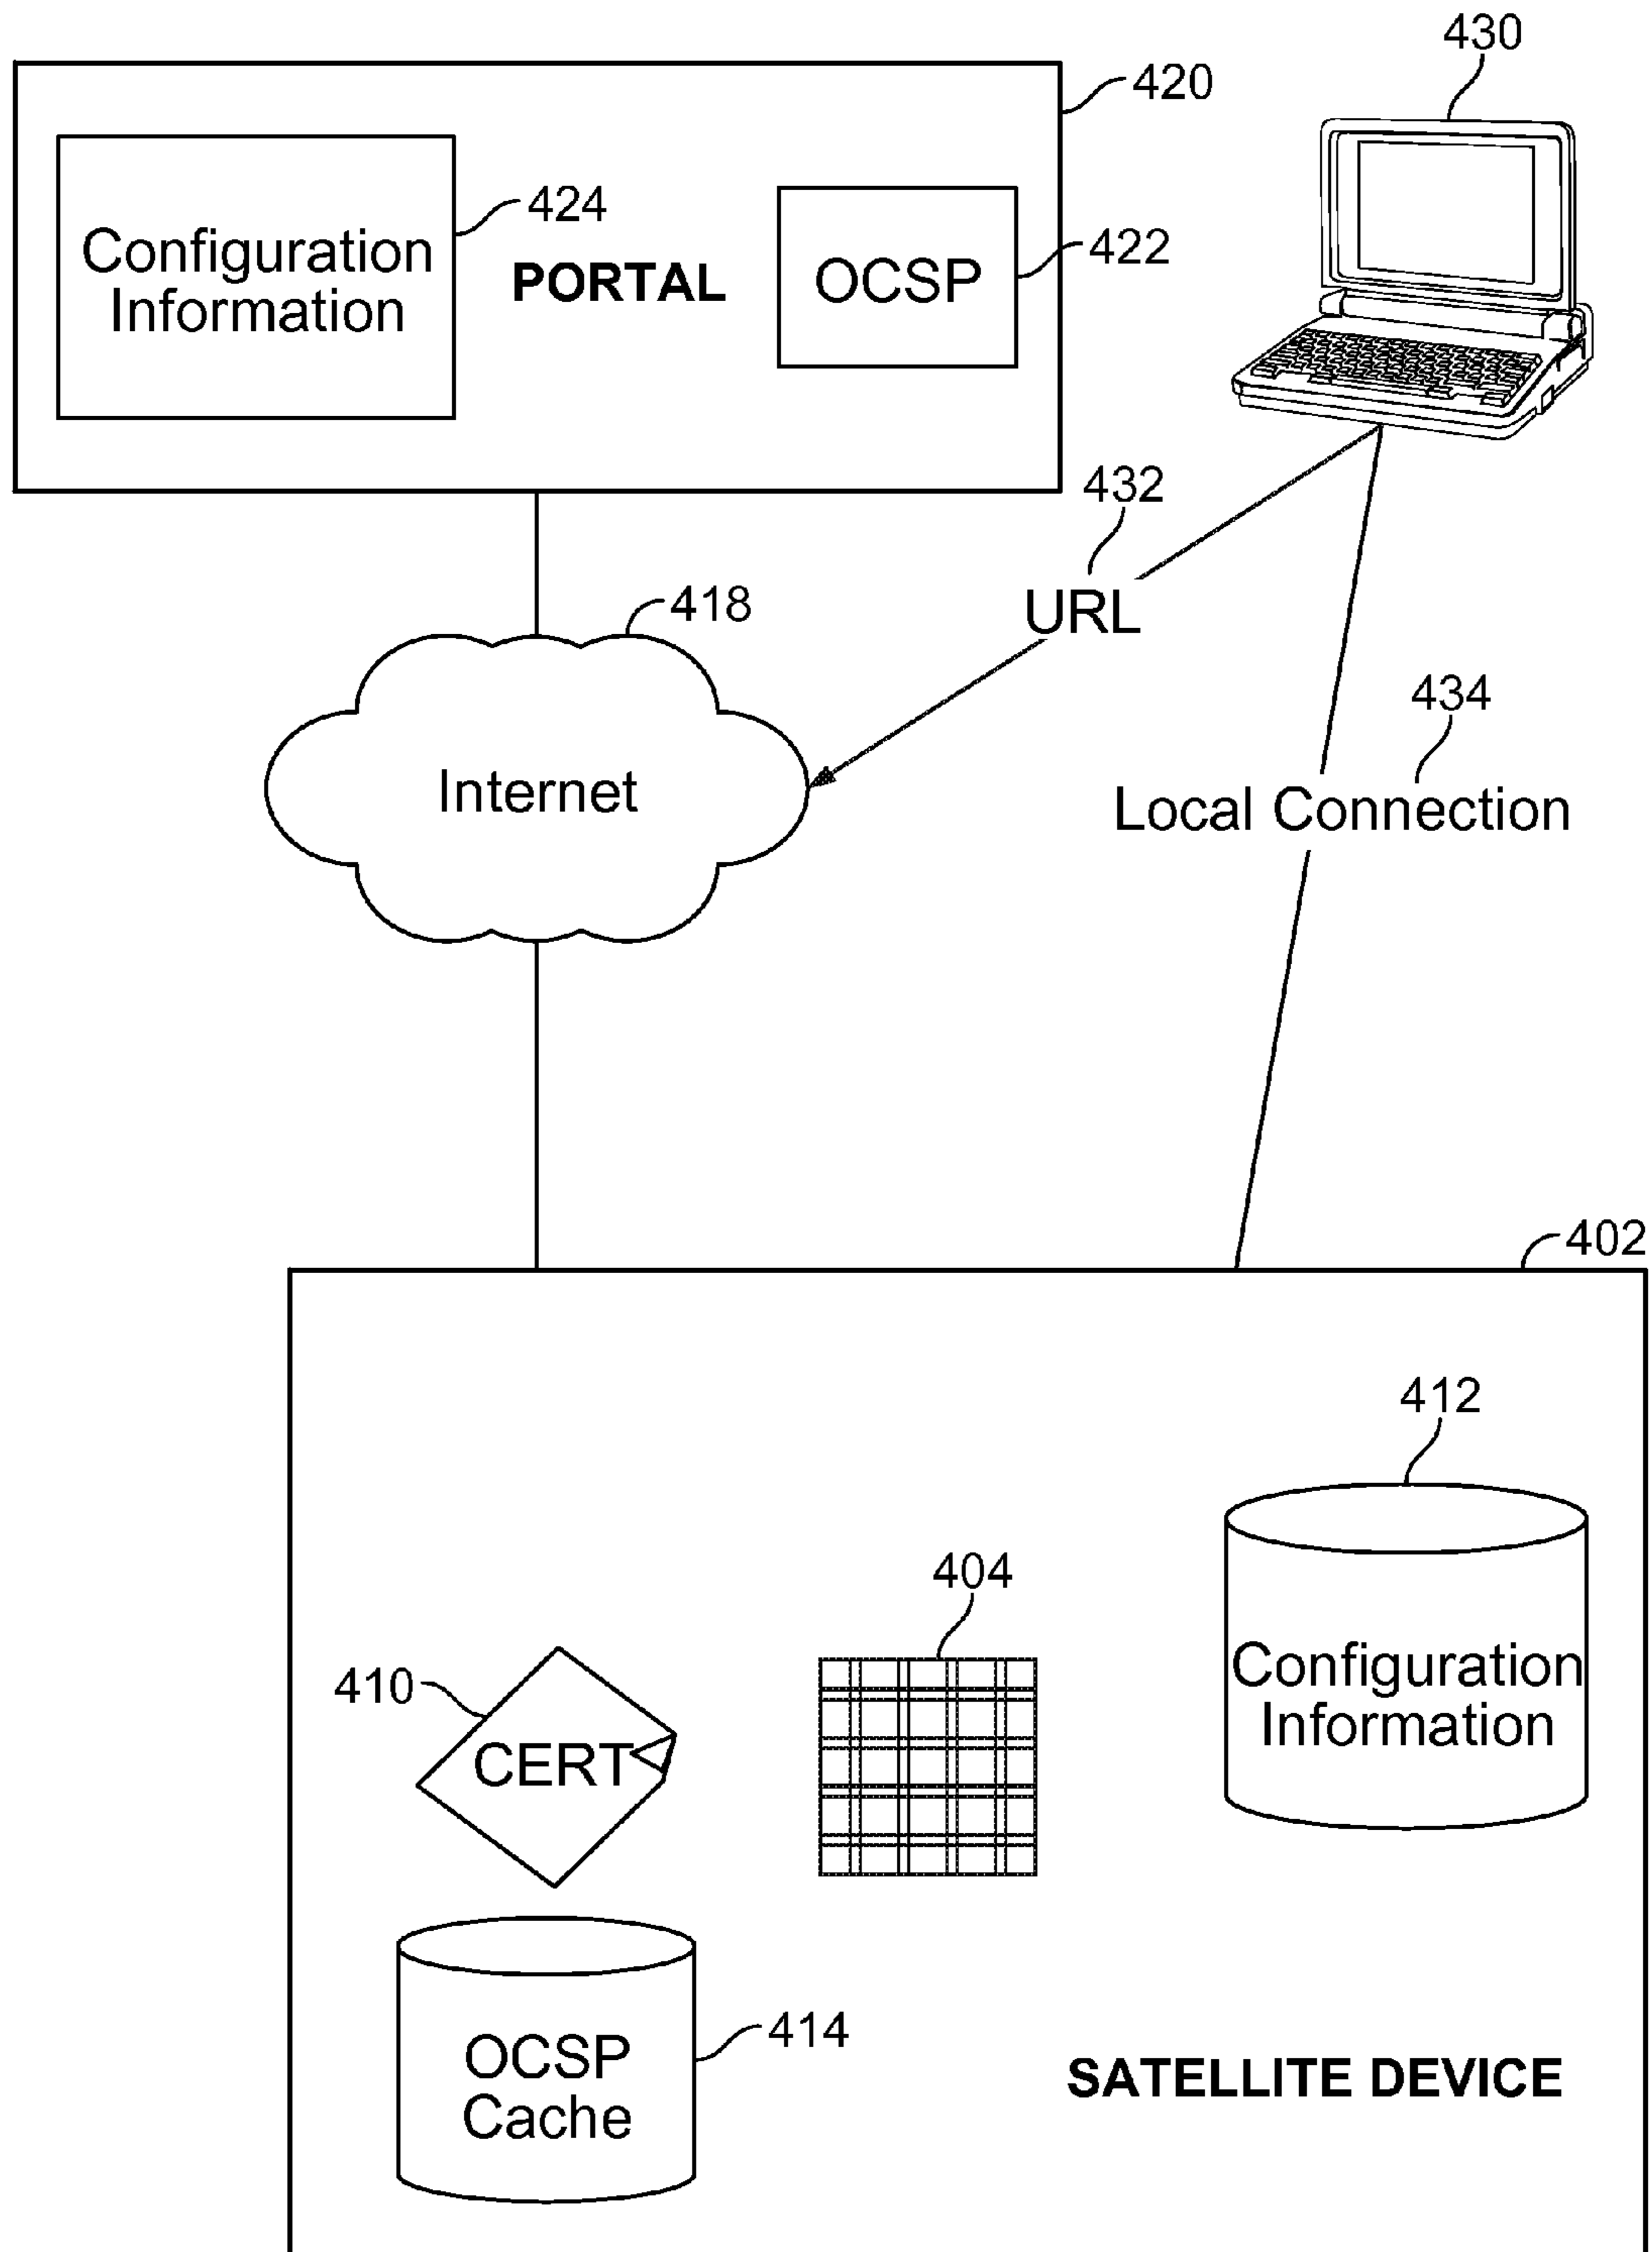 430
420
424
Configuration
Information
PORTAL
OCSP
422
432
URL
418
Internet
434
Local Connection
402
412
Configuration
Information
404
410
CERT
OCSP
Cache
414
SATELLITE DEVICE